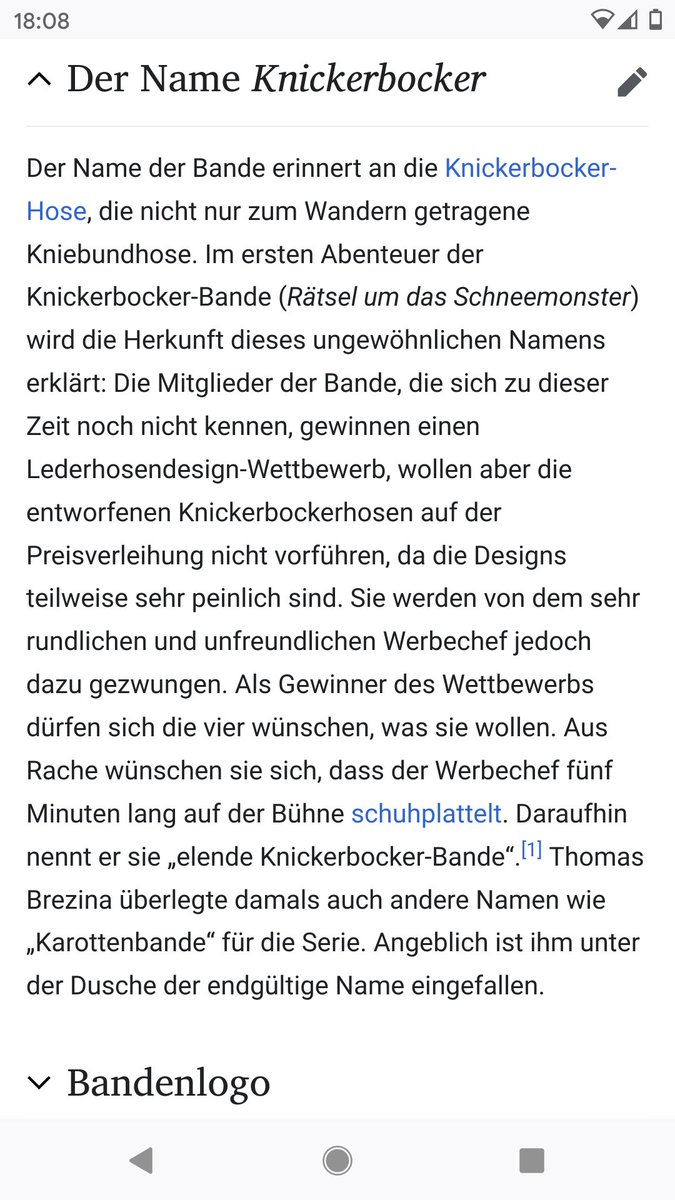 18:08
Der Name Knickerbocker
Der Name der Bande erinnert an die Knickerbocker-
Hose, die nicht nur zum Wandern getragene
Kniebundhose. Im ersten Abenteuer der
Knickerbocker-Bande (Rätsel um das Schneemonster)
wird die Herkunft dieses ungewöhnlichen Namens
erklärt: Die Mitglieder der Bande, die sich zu dieser
Zeit noch nicht kennen, gewinnen einen
Lederhosendesign-Wettbewerb, wollen aber die
entworfenen Knickerbockerhosen auf der
Preisverleihung nicht vorführen, da die Designs
teilweise sehr peinlich sind. Sie werden von dem sehr
rundlichen und unfreundlichen Werbechef jedoch
dazu gezwungen. Als Gewinner des Wettbewerbs
dürfen sich die vier wünschen, was sie wollen. Aus
Rache wünschen sie sich, dass der Werbechef fünf
Minuten lang auf der Bühne schuhplattelt. Daraufhin
nennt er sie „elende Knickerbocker-Bande“.[1] Thomas
Brezina überlegte damals auch andere Namen wie
„Karottenbande“ für die Serie. Angeblich ist ihm unter
der Dusche der endgültige Name eingefallen.
Bandenlogo